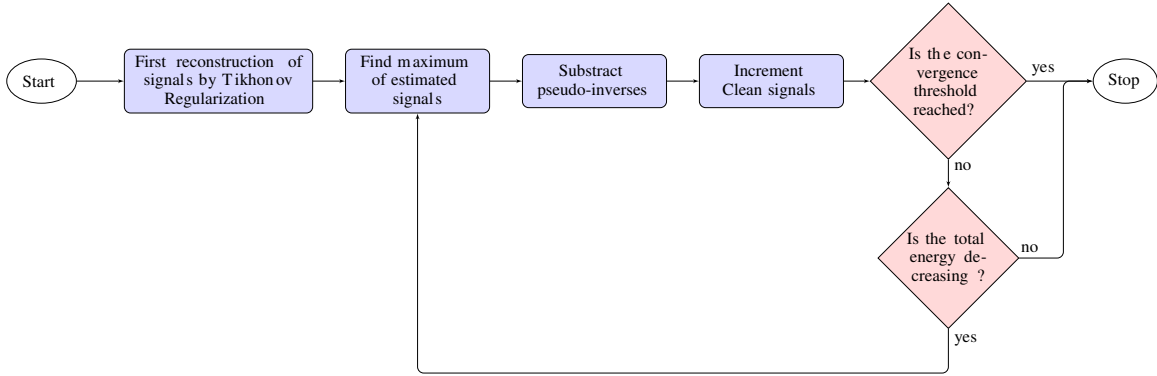 Start
First reconstruction of
signals by Tikhonov
Regularization
Find maximum
of estimated
signals
Substract
pseudo-inverses
Increment
Clean signals
Is the con-
vergence
threshold
reached?
yes
Stop
no
Is the total
energy de-
creasing ?
no
yes